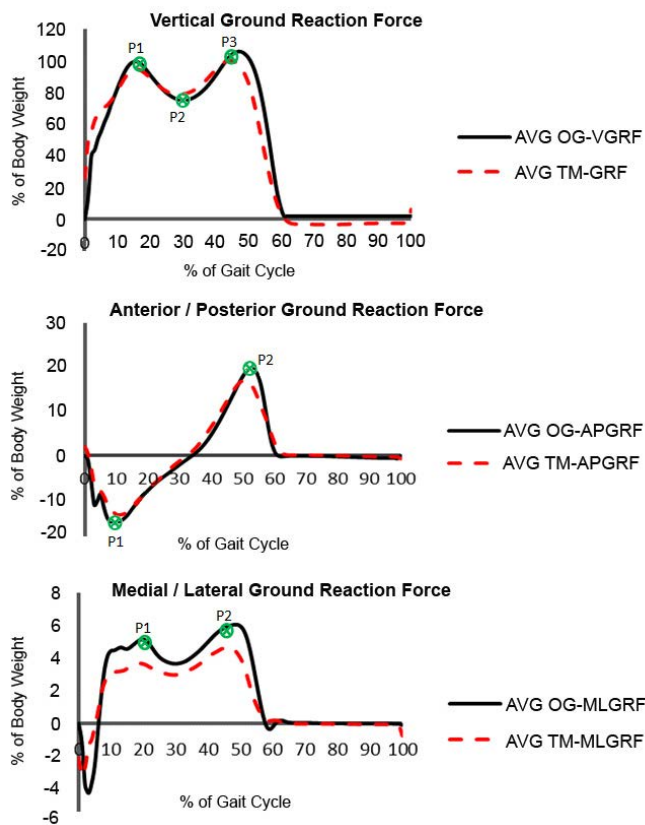 Vertical Ground Reaction Force
120
100
80
60
40
20
0
-20
% of Body Weight
P1
P2
P3
0 10 20 30 40 50 60 70 80 90 100
% of Gait Cycle
AVG OG-VGRF
AVG TM-GRF
Anterior / Posterior Ground Reaction Force
30
20
10
0
-10
-20
% of Body Weight
P1
P2
0 10 20 30 40 50 60 70 80 90 100
% of Gait Cycle
AVG OG-APGRF
AVG TM-APGRF
Medial / Lateral Ground Reaction Force
8
6
4
2
0
-2
-4
-6
% of Body Weight
P1
P2
0 10 20 30 40 50 60 70 80 90 100
% of Gait Cycle
AVG OG-MLGRF
AVG TM-MLGRF